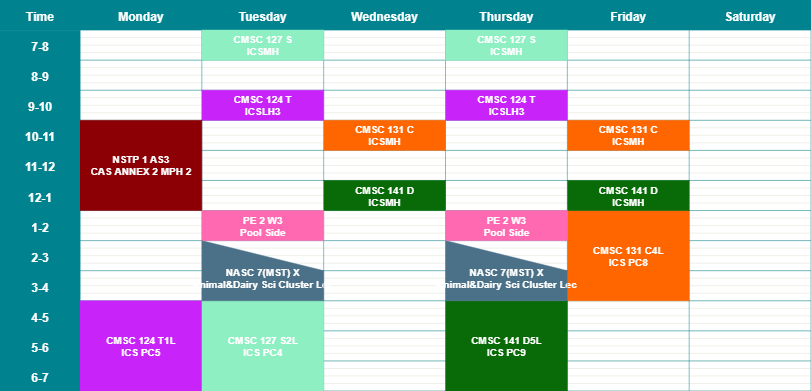 Time Monday Tuesday Wednesday Thursday Friday Saturday
7-8
CMSC 127 S
ICSMH
CMSC 127 S
ICSMH
8-9
9-10
CMSC 124 T
ICSLH3
CMSC 124 T
ICSLH3
10-11
CMSC 131 C
ICSMH
CMSC 131 C
ICSMH
11-12
NSTP 1 AS3
CAS ANNEX 2 MPH 2
12-1
CMSC 141 D
ICSMH
CMSC 141 D
ICSMH
1-2
PE 2 W3
Pool Side
PE 2 W3
Pool Side
2-3
CMSC 131 C4L
ICS PC8
3-4
NASC 7(MST) X
nimal&Dairy Sci Cluster Lec
NASC 7(MST) X
nimal&Dairy Sci Cluster Lec
4-5
5-6
CMSC 124 T1L
ICS PC5
CMSC 127 S2L
ICS PC4
CMSC 141 D5L
ICS PC9
6-7